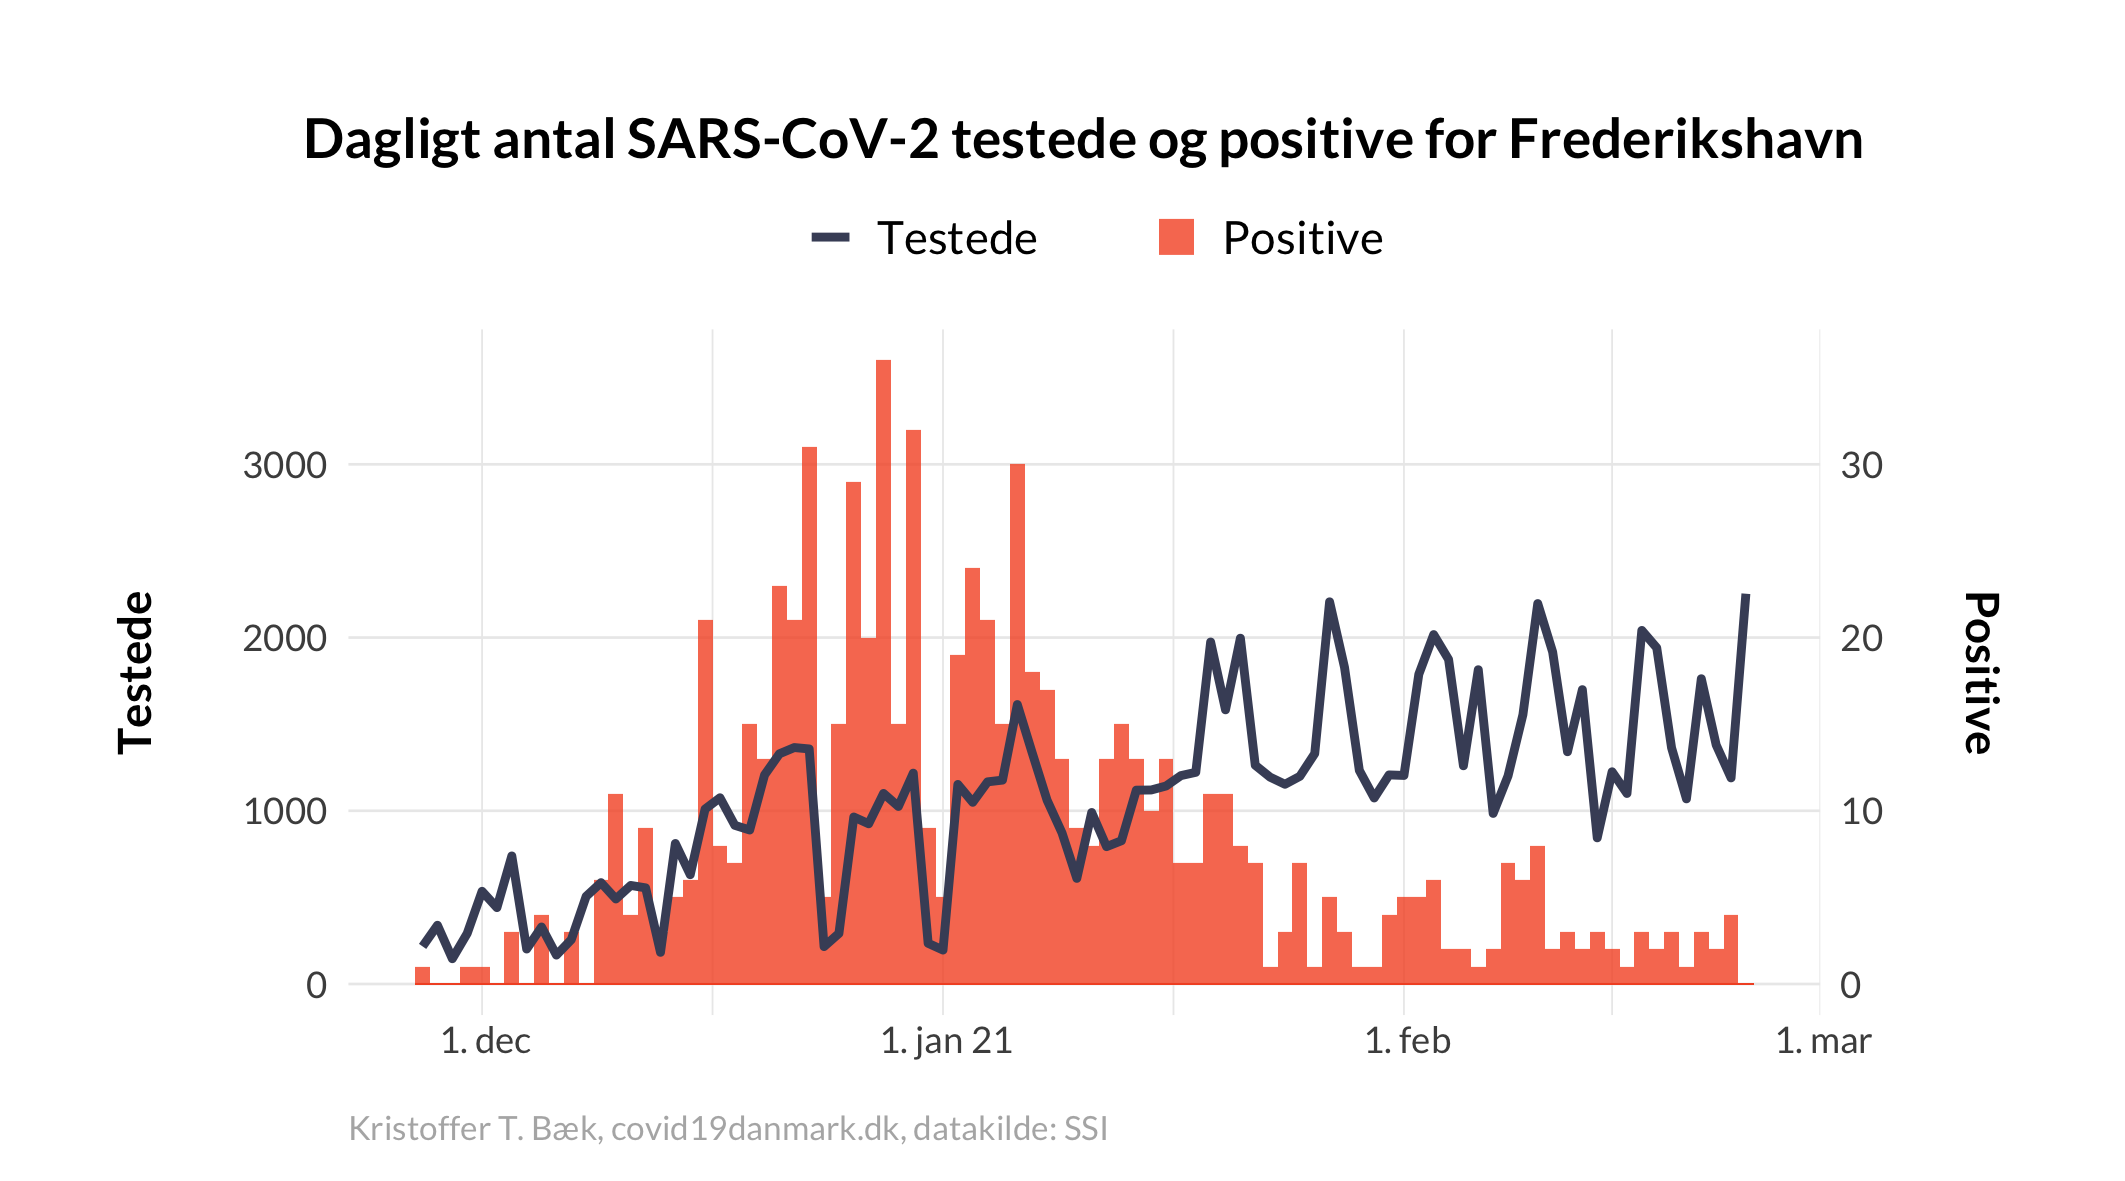 Dagligt antal SARS-CoV-2 testede og positive for Frederikshavn
Testede
Positive
3000
2000
1000
0
30
20
10
0
Testede
Positive
1. dec
1. jan 21
1. feb
1. mar
Kristoffer T. Bæk, covid19danmark.dk, datakilde: SSI